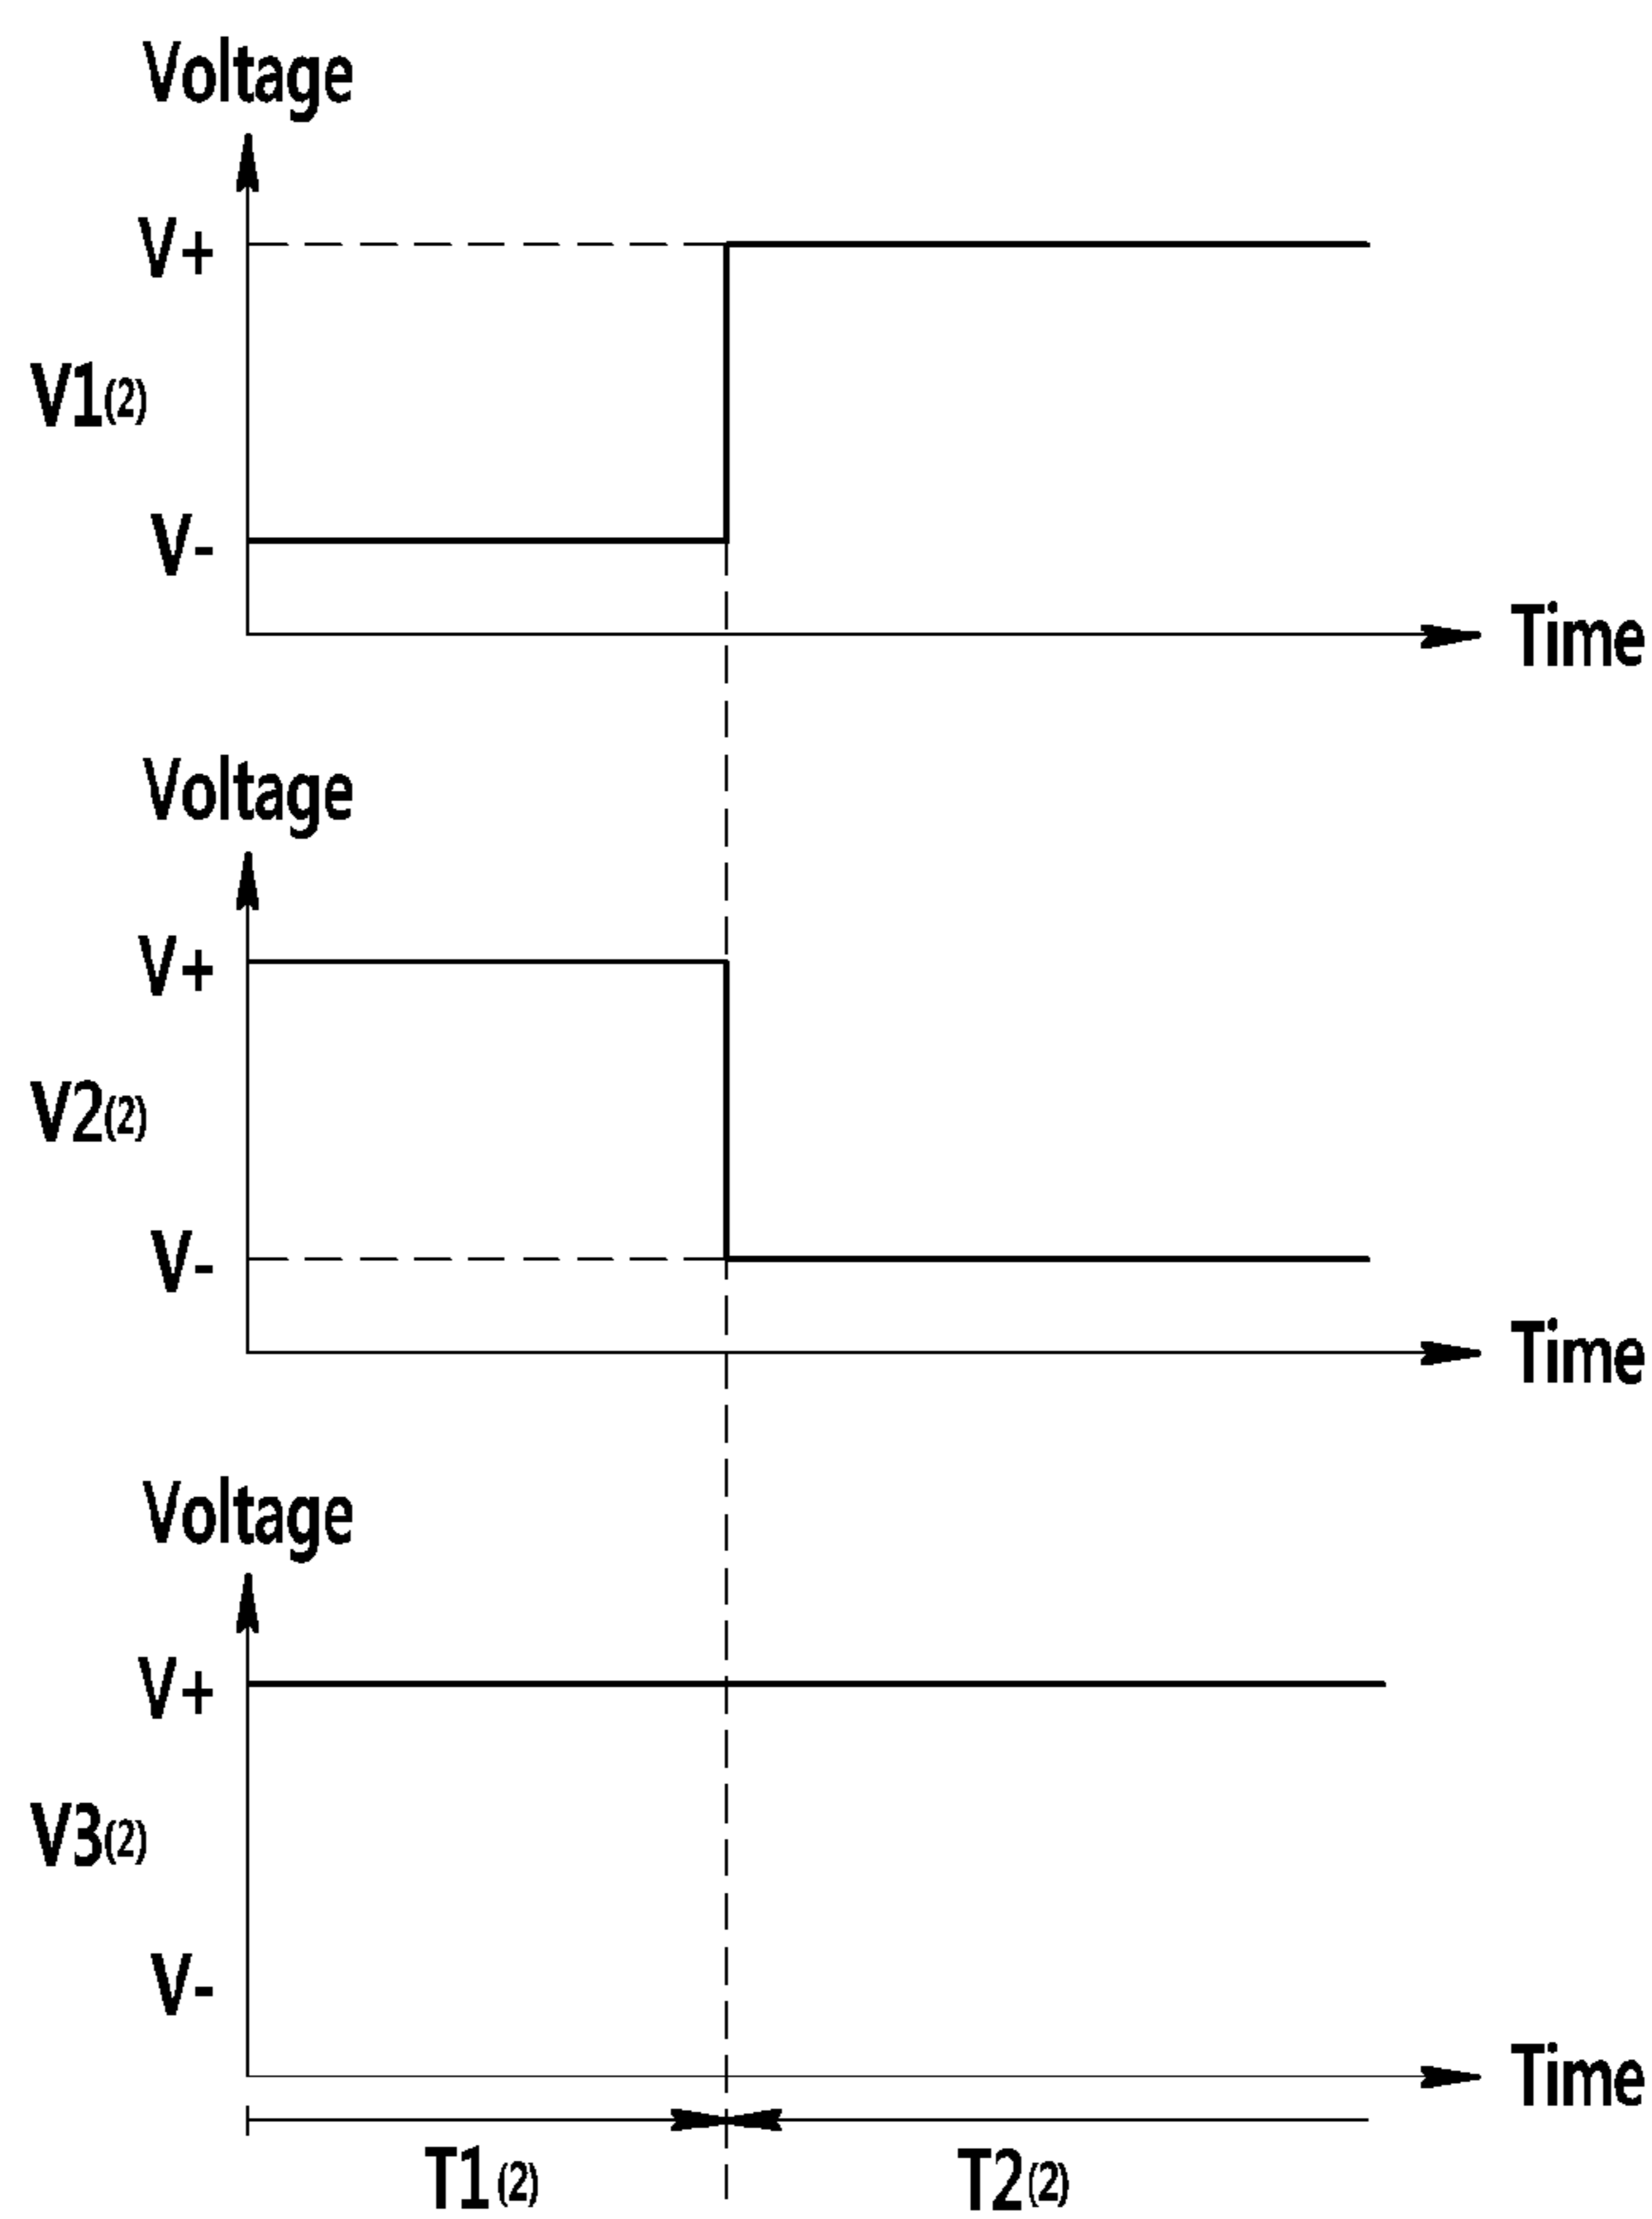 Voltage
V+
V1(2)
V-
Time
Voltage
V+
V2(2)
V-
Time
Voltage
V+
V3(2)
V-
Time
T1(2) T2(2)